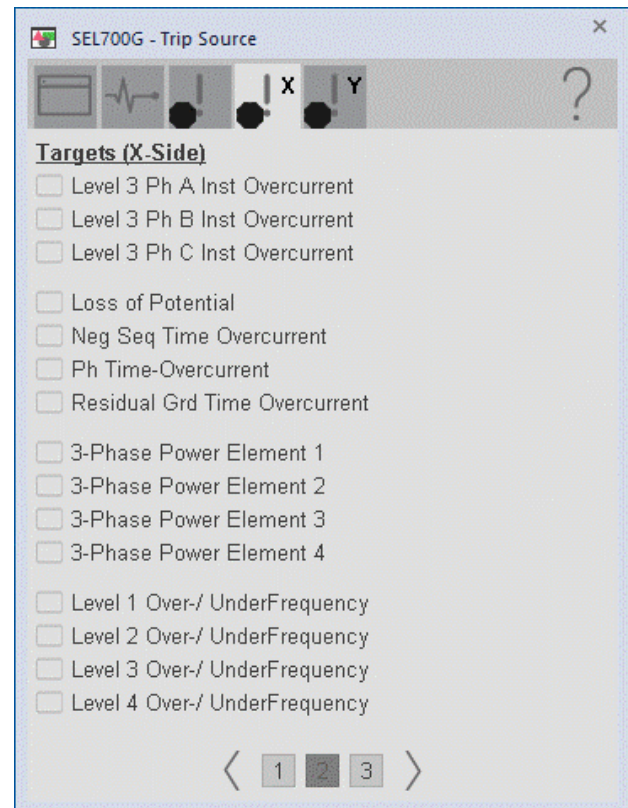 SEL700G - Trip Source
X Y
Targets (X-Side)
Level 3 Ph A Inst Overcurrent
Level 3 Ph B Inst Overcurrent
Level 3 Ph C Inst Overcurrent
Loss of Potential
Neg Seq Time Overcurrent
Ph Time-Overcurrent
Residual Grd Time Overcurrent
3-Phase Power Element 1
3-Phase Power Element 2
3-Phase Power Element 3
3-Phase Power Element 4
Level 1 Over-/ UnderFrequency
Level 2 Over-/ UnderFrequency
Level 3 Over-/ UnderFrequency
Level 4 Over-/ UnderFrequency
1 2 3